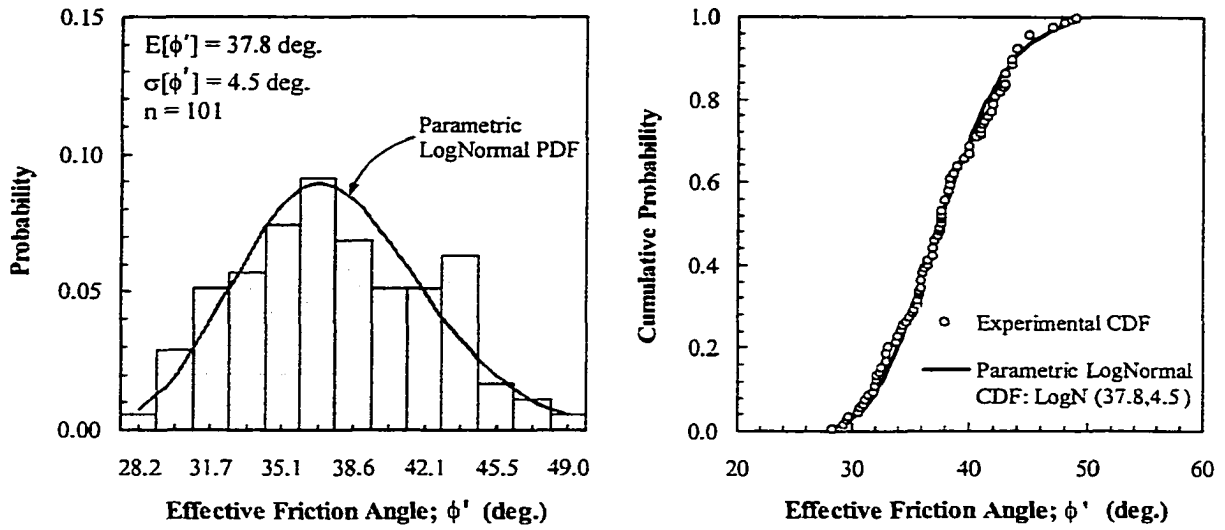 0.15
0.10
0.05
0.00
Probability
E[ϕ'] = 37.8 deg.
σ[ϕ'] = 4.5 deg.
n = 101
Parametric
LogNormal PDF
28.2 31.7 35.1 38.6 42.1 45.5 49.0
Effective Friction Angle; ϕ' (deg.)
1.0
0.8
0.6
0.4
0.2
0.0
Cumulative Probability
Experimental CDF
Parametric LogNormal
CDF: LogN (37.8,4.5)
20 30 40 50 60
Effective Friction Angle; ϕ' (deg.)